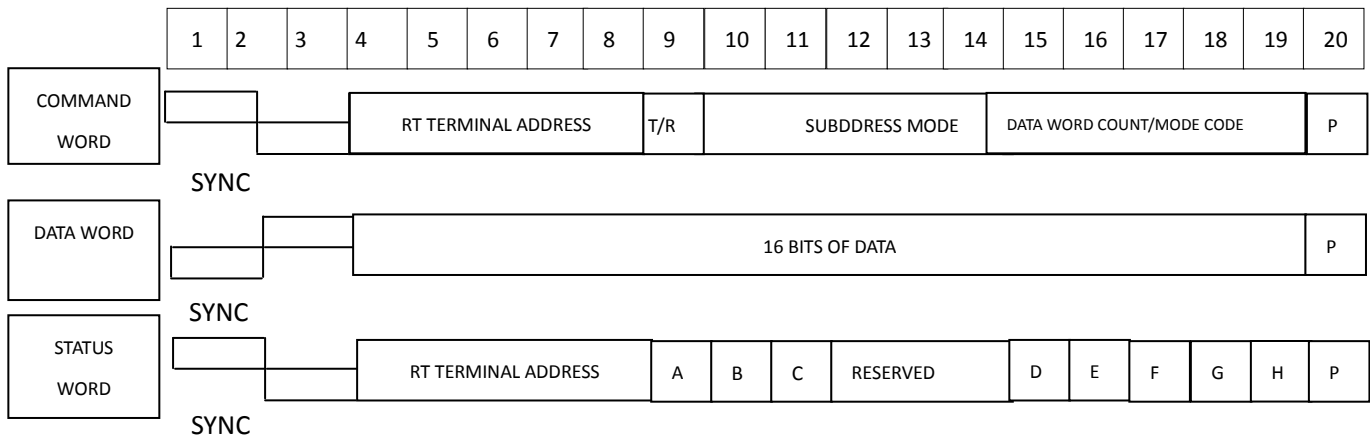 1 2 3 4 5 6 7 8 9 10 11 12 13 14 15 16 17 18 19 20
COMMAND
WORD
RT TERMINAL ADDRESS T/R SUBDDRESS MODE DATA WORD COUNT/MODE CODE P
SYNC
DATA WORD
16 BITS OF DATA P
SYNC
STATUS
WORD
RT TERMINAL ADDRESS A B C RESERVED D E F G H P
SYNC